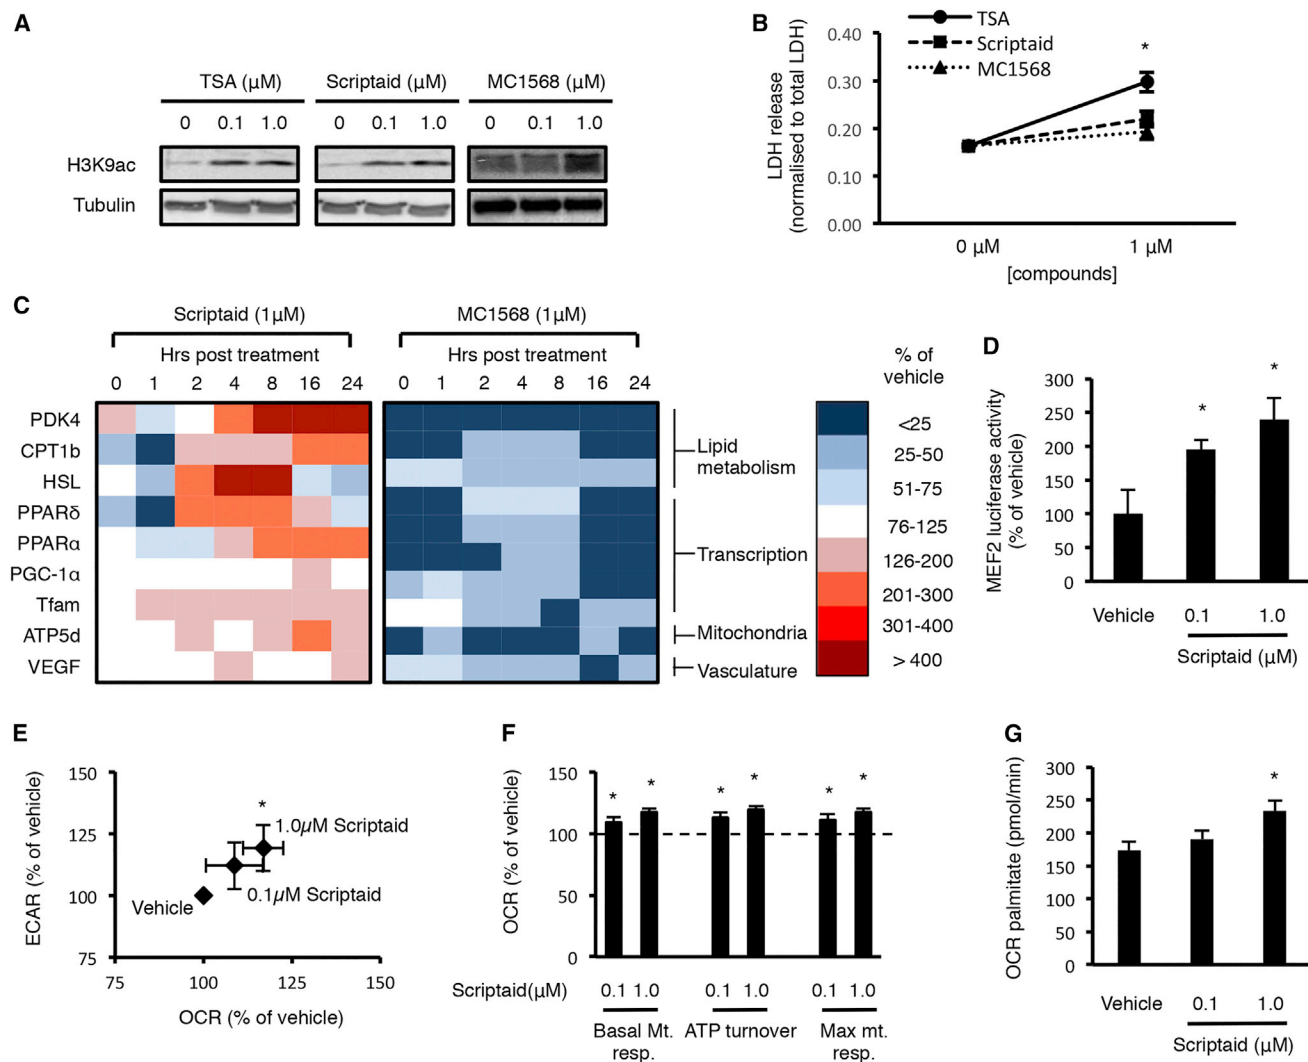 A
TSA (µM)
Scriptaid (µM)
MC1568 (µM)
0 0.1 1.0
0 0.1 1.0
0 0.1 1.0
H3K9ac
Tubulin
B
TSA
Scriptaid
MC1568
*
LDH release
(normalised to total LDH)
0.40
0.30
0.20
0.10
0.00
0 µM
1 µM
[compounds]
C
Scriptaid (1µM)
MC1568 (1µM)
Hrs post treatment
Hrs post treatment
0 1 2 4 8 16 24
0 1 2 4 8 16 24
PDK4
CPT1b
HSL
PPARδ
PPARα
PGC-1α
Tfam
ATP5d
VEGF
Lipid
metabolism
Transcription
Mitochondria
Vasculature
% of
vehicle
<25
25-50
51-75
76-125
126-200
201-300
301-400
> 400
D
MEF2 luciferase activity
(% of vehicle)
300
250
200
150
100
50
0
*
*
Vehicle 0.1 1.0
Scriptaid (µM)
E
ECAR (% of vehicle)
150
125
100
75
*
1.0µM Scriptaid
0.1µM Scriptaid
Vehicle
75 100 125 150
OCR (% of vehicle)
F
OCR (% of vehicle)
150
100
50
0
* * * * * *
Scriptaid(µM) 0.1 1.0 0.1 1.0 0.1 1.0
Basal Mt.
resp.
ATP turnover
Max mt.
resp.
G
OCR palmitate (pmol/min)
300
250
200
150
100
50
0
*
Vehicle 0.1 1.0
Scriptaid (µM)